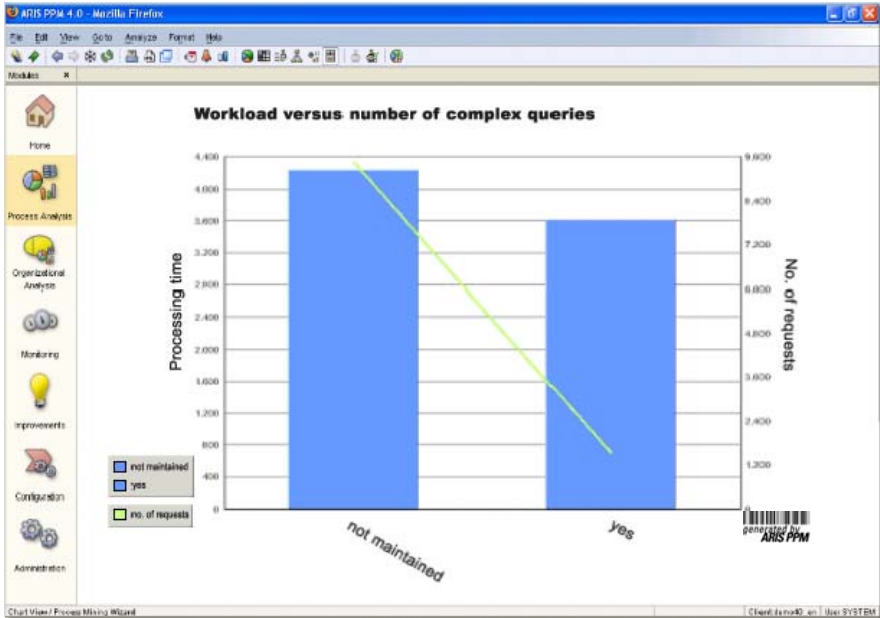 ARIS PPM 4.0 - Mozilla Firefox
File Edit View Go to Analyze Format Help
Modules x
Home
Process Analysis
Organizational
Analysis
Monitoring
Improvements
Configuration
Administration
Workload versus number of complex queries
Processing time
4,400
4,000
3,600
3,200
2,800
2,400
2,000
1,600
1,200
800
400
0
9,600
8,400
7,200
6,000
4,800
3,600
2,400
1,200
0
No. of requests
not maintained
yes
no. of requests
not maintained
yes
generated by
ARIS PPM
Chart View / Process Mining Wizard
Client: demo40_en User: SYSTEM